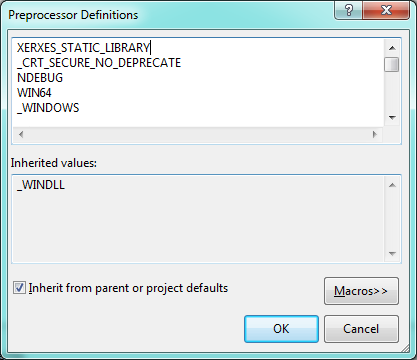 Preprocessor Definitions
XERXES_STATIC_LIBRARY
_CRT_SECURE_NO_DEPRECATE
NDEBUG
WIN64
_WINDOWS
Inherited values:
_WINDLL
Inherit from parent or project defaults
Macros>>
OK Cancel